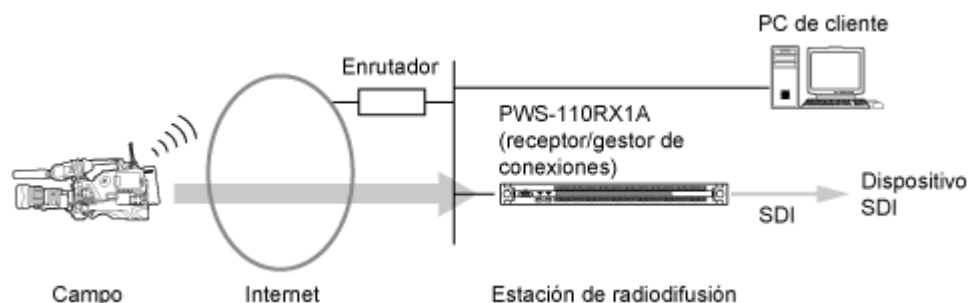 PC de cliente
Enrutador
PWS-110RX1A
(receptor/gestor de
conexiones)
Dispositivo
SDI
SDI
Campo
Internet
Estación de radiodifusión